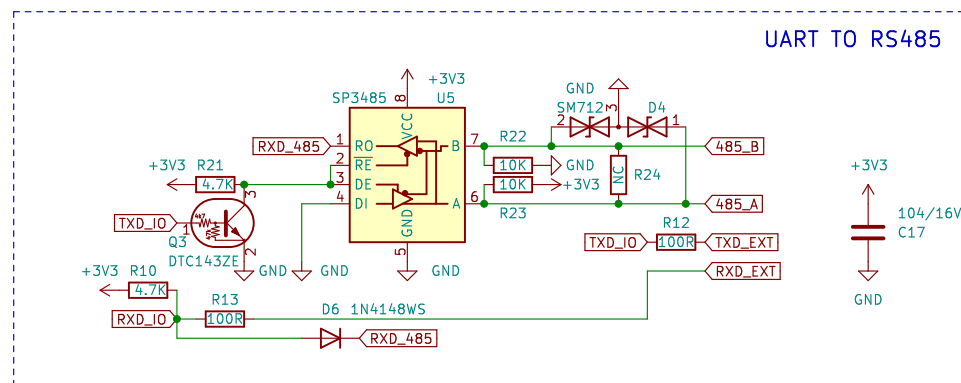 UART TO RS485
+3V3
GND
SP3485
U5
SM712
D4
8
VCC
3
2
1
RXD_485
1
RO
B
7
R22
485_B
2
RE
10K
GND
+3V3
R21
4.7K
3
DE
10K
+3V3
NC
R24
+3V3
3
4
DI
A
6
R23
485_A
TXD_IO
1
4k7
4k7
GND
R12
104/16V
C17
Q3
2
5
TXD_IO
100R
TXD_EXT
DTC143ZE
GND
GND
GND
+3V3
R10
4.7K
RXD_EXT
GND
R13
D6 1N4148WS
RXD_IO
100R
RXD_485